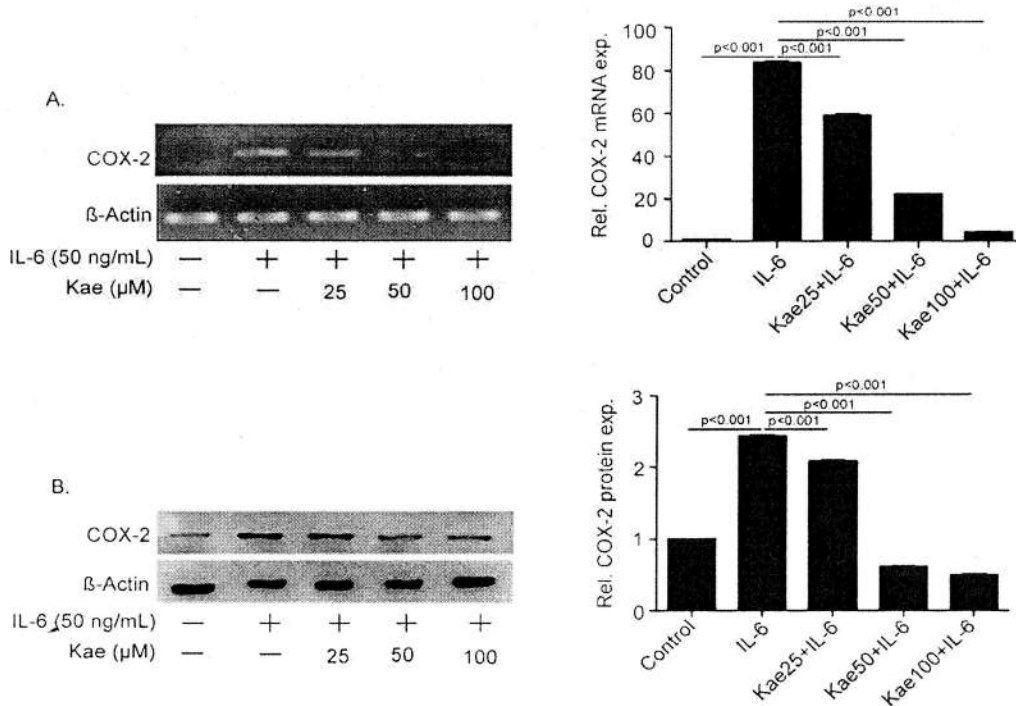 A.
COX-2
ß-Actin
IL-6 (50 ng/mL) — + + + +
Kae (µM) — — 25 50 100
p<0.001
p<0.001
p<0.001 p<0.001
Rel. COX-2 mRNA exp.
100
80
60
40
20
0
Control
IL-6
Kae25+IL-6
Kae50+IL-6
Kae100+IL-6
B.
COX-2
ß-Actin
IL-6 (50 ng/mL) — + + + +
Kae (µM) — — 25 50 100
p<0.001
p<0.001
p<0.001 p<0.001
Rel. COX-2 protein exp.
3
2
1
0
Control
IL-6
Kae25+IL-6
Kae50+IL-6
Kae100+IL-6